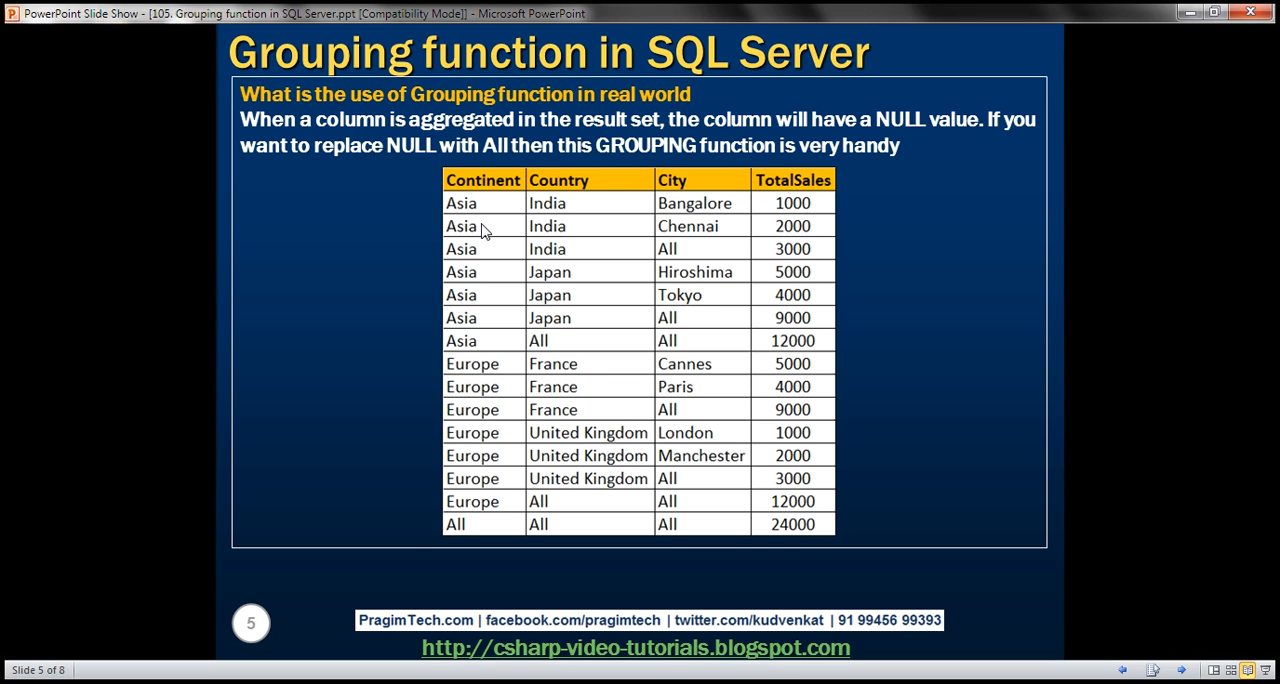 PowerPoint Slide Show - [105. Grouping function in SQL Server.ppt [Compatibility Mode]] - Microsoft PowerPoint
Grouping function in SQL Server
What is the use of Grouping function in real world
When a column is aggregated in the result set, the column will have a NULL value. If you
want to replace NULL with All then this GROUPING function is very handy
Continent Country City TotalSales
Asia India Bangalore 1000
Asia India Chennai 2000
Asia India All 3000
Asia Japan Hiroshima 5000
Asia Japan Tokyo 4000
Asia Japan All 9000
Asia All All 12000
Europe France Cannes 5000
Europe France Paris 4000
Europe France All 9000
Europe United Kingdom London 1000
Europe United Kingdom Manchester 2000
Europe United Kingdom All 3000
Europe All All 12000
All All All 24000
5
PragimTech.com | facebook.com/pragimtech | twitter.com/kudvenkat | 91 99456 99393
http://csharp-video-tutorials.blogspot.com
Slide 5 of 8